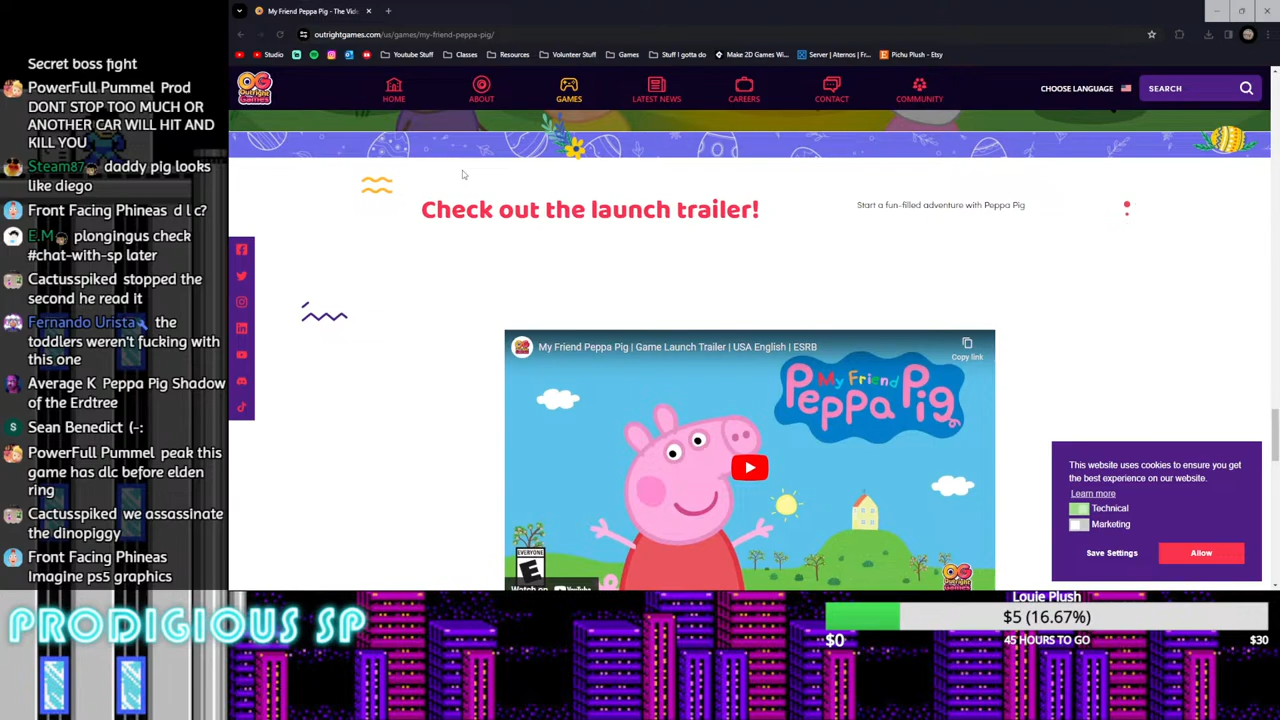 Secret boss fight
PowerFull Pummel Prod
DONT STOP TOO MUCH OR
ANOTHER CAR WILL HIT AND
KILL YOU
Steam87 daddy pig looks
like diego
Front Facing Phineas d l c?
E.M plongingus check
#chat-with-sp later
Cactusspiked stopped the
second he read it
Fernando Urista the
toddlers weren't fucking with
this one
Average K Peppa Pig Shadow
of the Erdtree
Sean Benedict (-:
PowerFull Pummel peak this
game has dlc before elden
ring
Cactusspiked we assassinate
the dinopiggy
Front Facing Phineas
Imagine ps5 graphics
My Friend Peppa Pig - The Vid
outrightgames.com/us/games/my-friend-peppa-pig/
Studio
Youtube Stuff
Classes
Resources
Volunteer Stuff
Games
Stuff I gotta do
Make 2D Games Wi...
Server | Aternos | Fr...
Pichu Plush - Etsy
OG
Outright
Games
HOME
ABOUT
GAMES
LATEST NEWS
CAREERS
CONTACT
COMMUNITY
CHOOSE LANGUAGE
SEARCH
Check out the launch trailer!
Start a fun-filled adventure with Peppa Pig
My Friend Peppa Pig | Game Launch Trailer | USA English | ESRB
Copy link
My Friend
Peppa Pig
EVERYONE
E
Watch on YouTube
This website uses cookies to ensure you get
the best experience on our website.
Learn more
Technical
Marketing
Save Settings
Allow
PRODIGIOUS SP
Louie Plush
$5 (16.67%)
$0
45 HOURS TO GO
$30